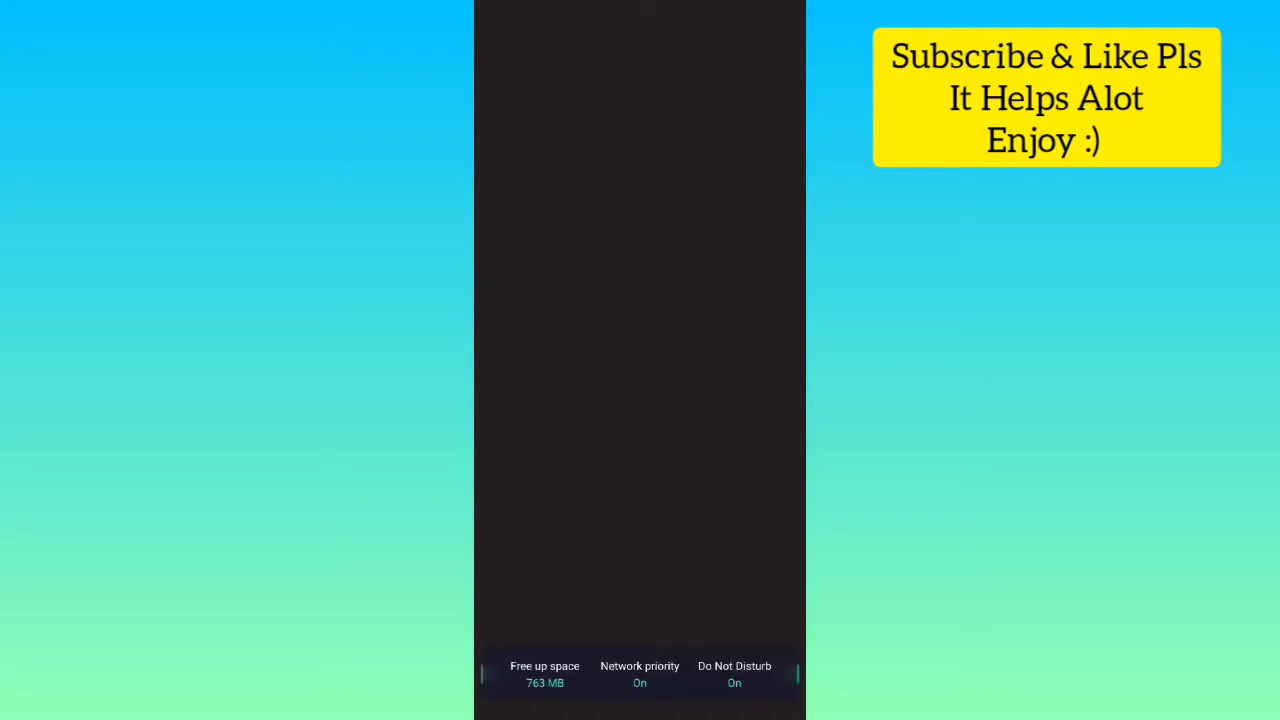 Subscribe & Like Pls
It Helps Alot
Enjoy :)
Free up space Network priority Do Not Disturb
763 MB On On